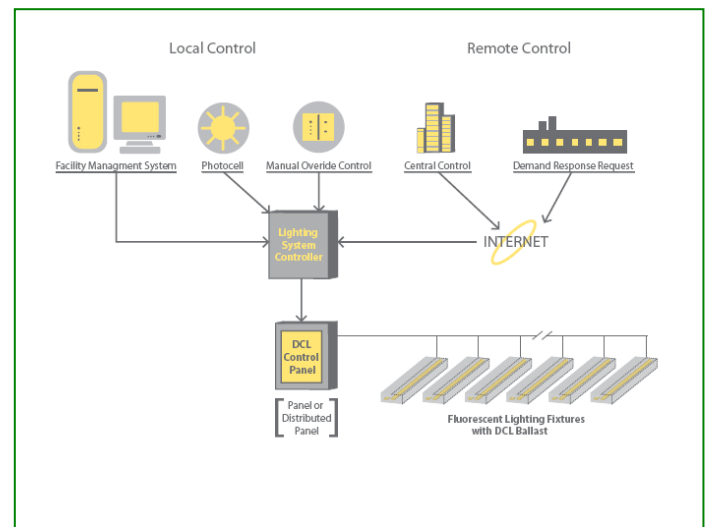 Local Control
Remote Control
Facility Managment System
Photocell
Manual Overide Control
Central Control
Demand Response Request
Lighting
System
Controller
INTERNET
DCL
Control
Panel
Panel or
Distributed
Panel
Fluorescent Lighting Fixtures
with DCL Ballast